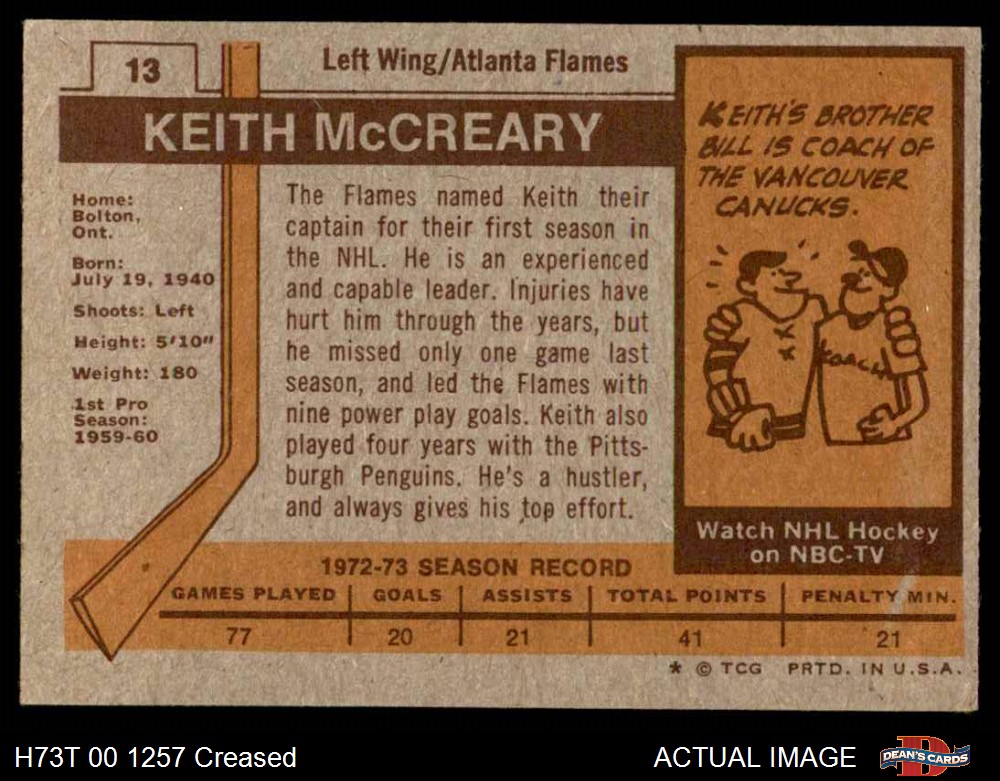 13
Left Wing/Atlanta Flames
KEITH McCREARY
Home:
Bolton,
Ont.
Born:
July 19, 1940
Shoots: Left
Height: 5'10"
Weight: 180
1st Pro
Season:
1959-60
The Flames named Keith their
captain for their first season in
the NHL. He is an experienced
and capable leader. Injuries have
hurt him through the years, but
he missed only one game last
season, and led the Flames with
nine power play goals. Keith also
played four years with the Pitts-
burgh Penguins. He's a hustler,
and always gives his top effort.
KEITH'S BROTHER
BILL IS COACH OF
THE VANCOUVER
CANUCKS.
COACH
Watch NHL Hockey
on NBC-TV
1972-73 SEASON RECORD
GAMES PLAYED GOALS ASSISTS TOTAL POINTS PENALTY MIN.
77 20 21 41 21
* © TCG PRTD. IN U.S.A.
H73T 00 1257 Creased
ACTUAL IMAGE
DEAN'S CARDS